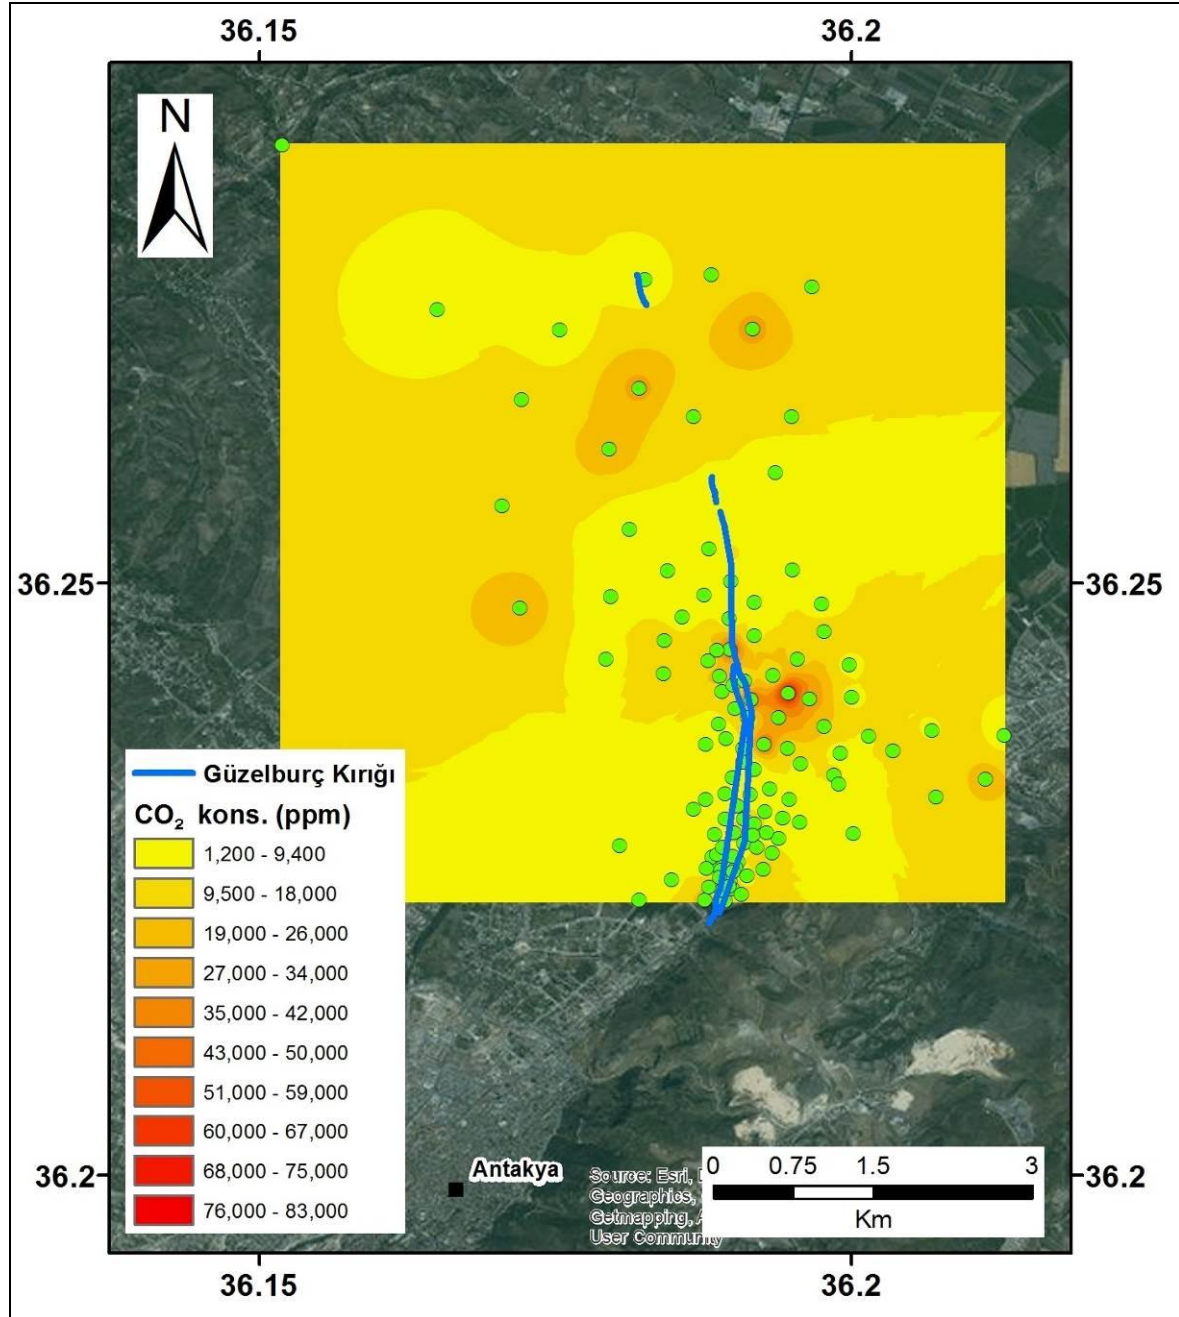 36.15 36.2
N
36.25 36.25
Güzelburç Kırığı
CO₂ kons. (ppm)
1,200 - 9,400
9,500 - 18,000
19,000 - 26,000
27,000 - 34,000
35,000 - 42,000
43,000 - 50,000
51,000 - 59,000
60,000 - 67,000
68,000 - 75,000
76,000 - 83,000
36.2 36.2
Antakya
Source: Esri,
Geographics,
Getmapping,
User Community
0 0.75 1.5 3
Km
36.15 36.2